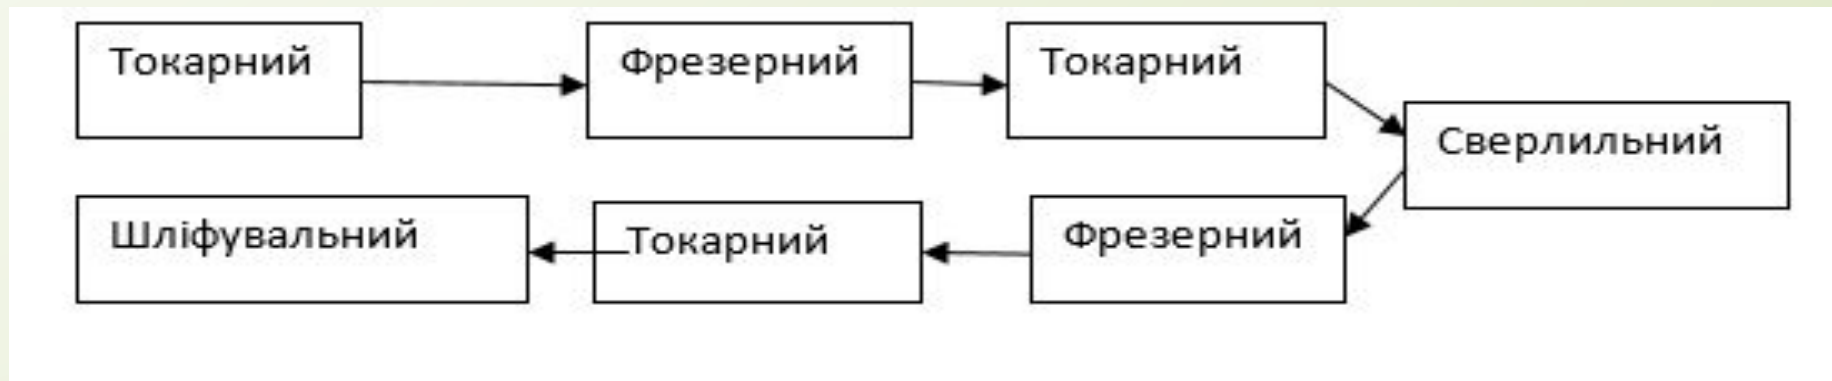 Токарний
Фрезерний
Токарний
Сверлильний
Фрезерний
Токарний
Шліфувальний